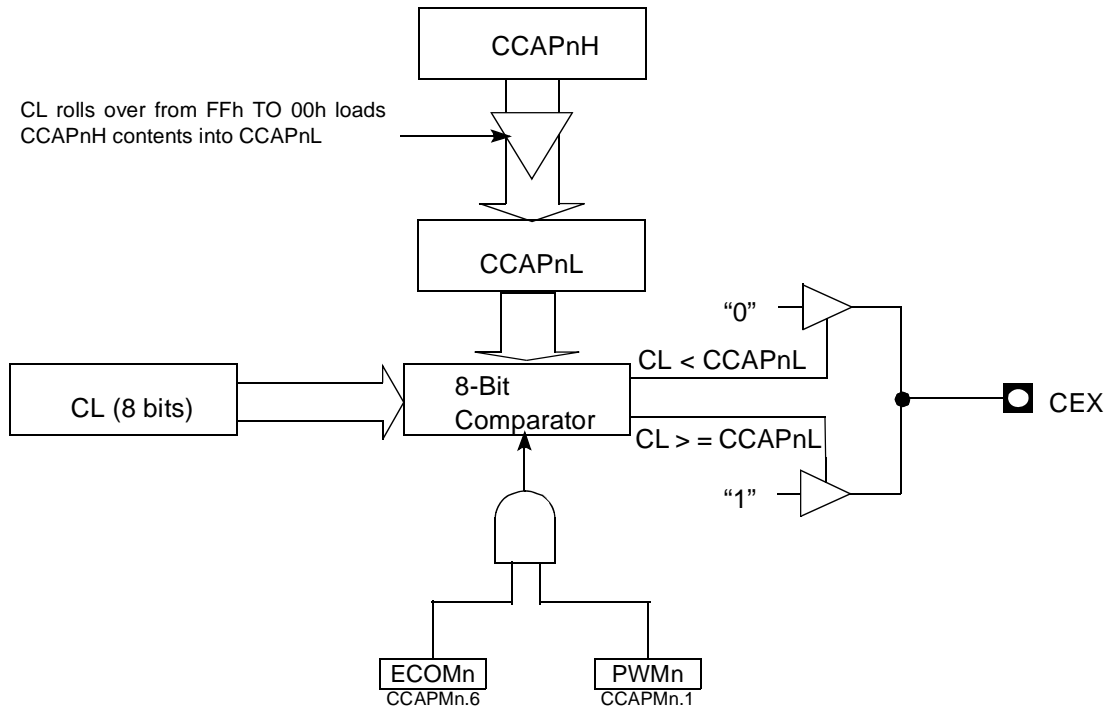 CCAPnH
CL rolls over from FFh TO 00h loads
CCAPnH contents into CCAPnL
CCAPnL
“0”
CL < CCAPnL
CL (8 bits)
8-Bit
Comparator
CEX
CL > = CCAPnL
“1”
ECOMn
CCAPMn.6
PWMn
CCAPMn.1